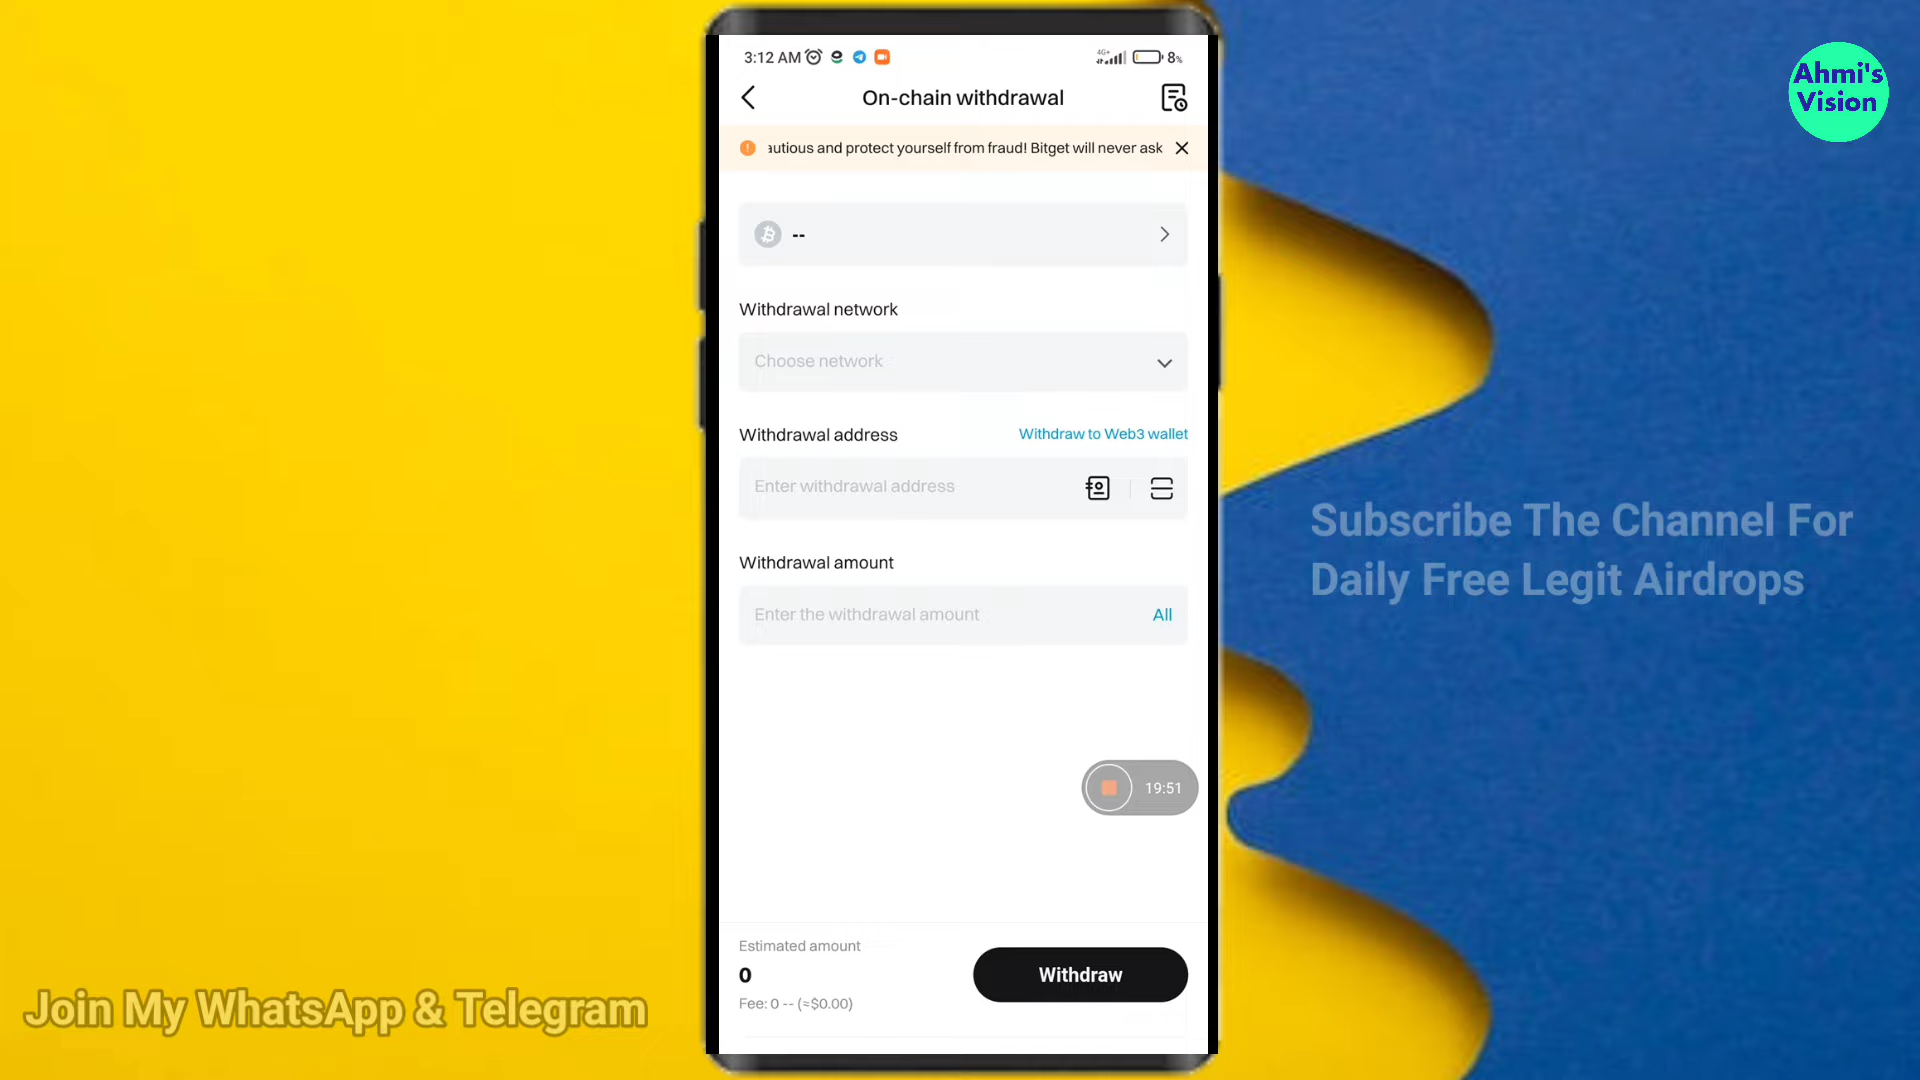 3:12 AM
4G+
8%
On-chain withdrawal
autious and protect yourself from fraud! Bitget will never ask
--
Withdrawal network
Choose network
Withdrawal address
Withdraw to Web3 wallet
Enter withdrawal address
Withdrawal amount
Enter the withdrawal amount
All
19:51
Estimated amount
0
Fee: 0 -- (≈$0.00)
Withdraw
Ahmi's
Vision
Subscribe The Channel For
Daily Free Legit Airdrops
Join My WhatsApp & Telegram